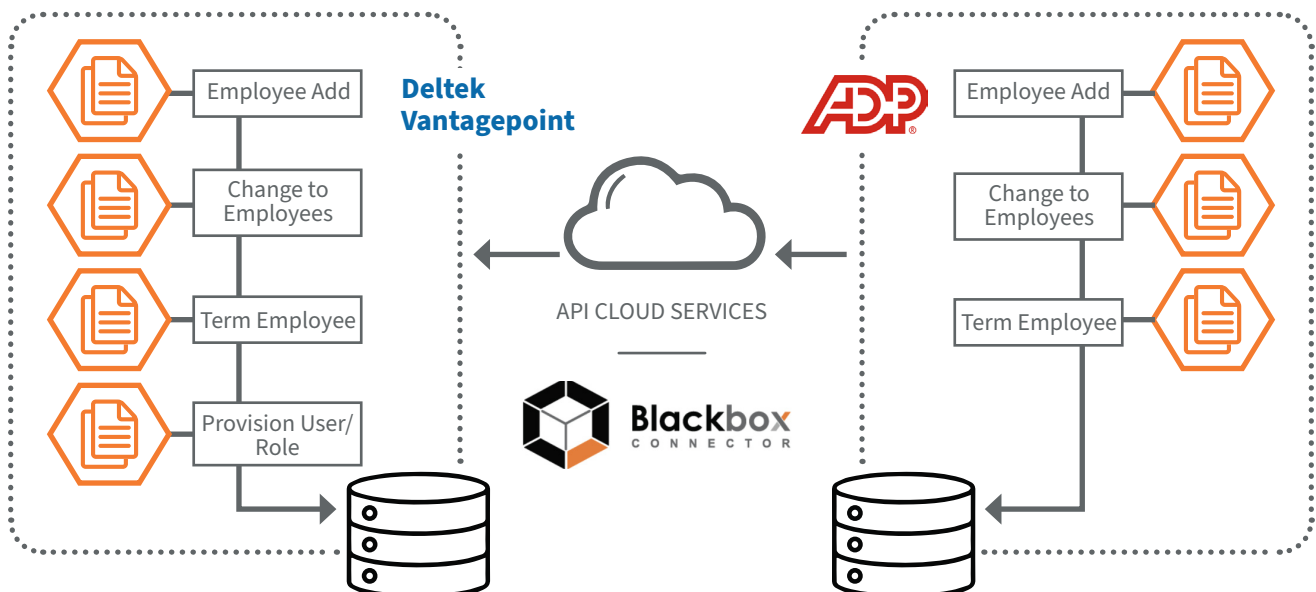 Employee Add
Change to
Employees
Term Employee
Provision User/
Role
Deltek
Vantagepoint
API CLOUD SERVICES
Blackbox
CONNECTOR
ADP
®
Employee Add
Change to
Employees
Term Employee